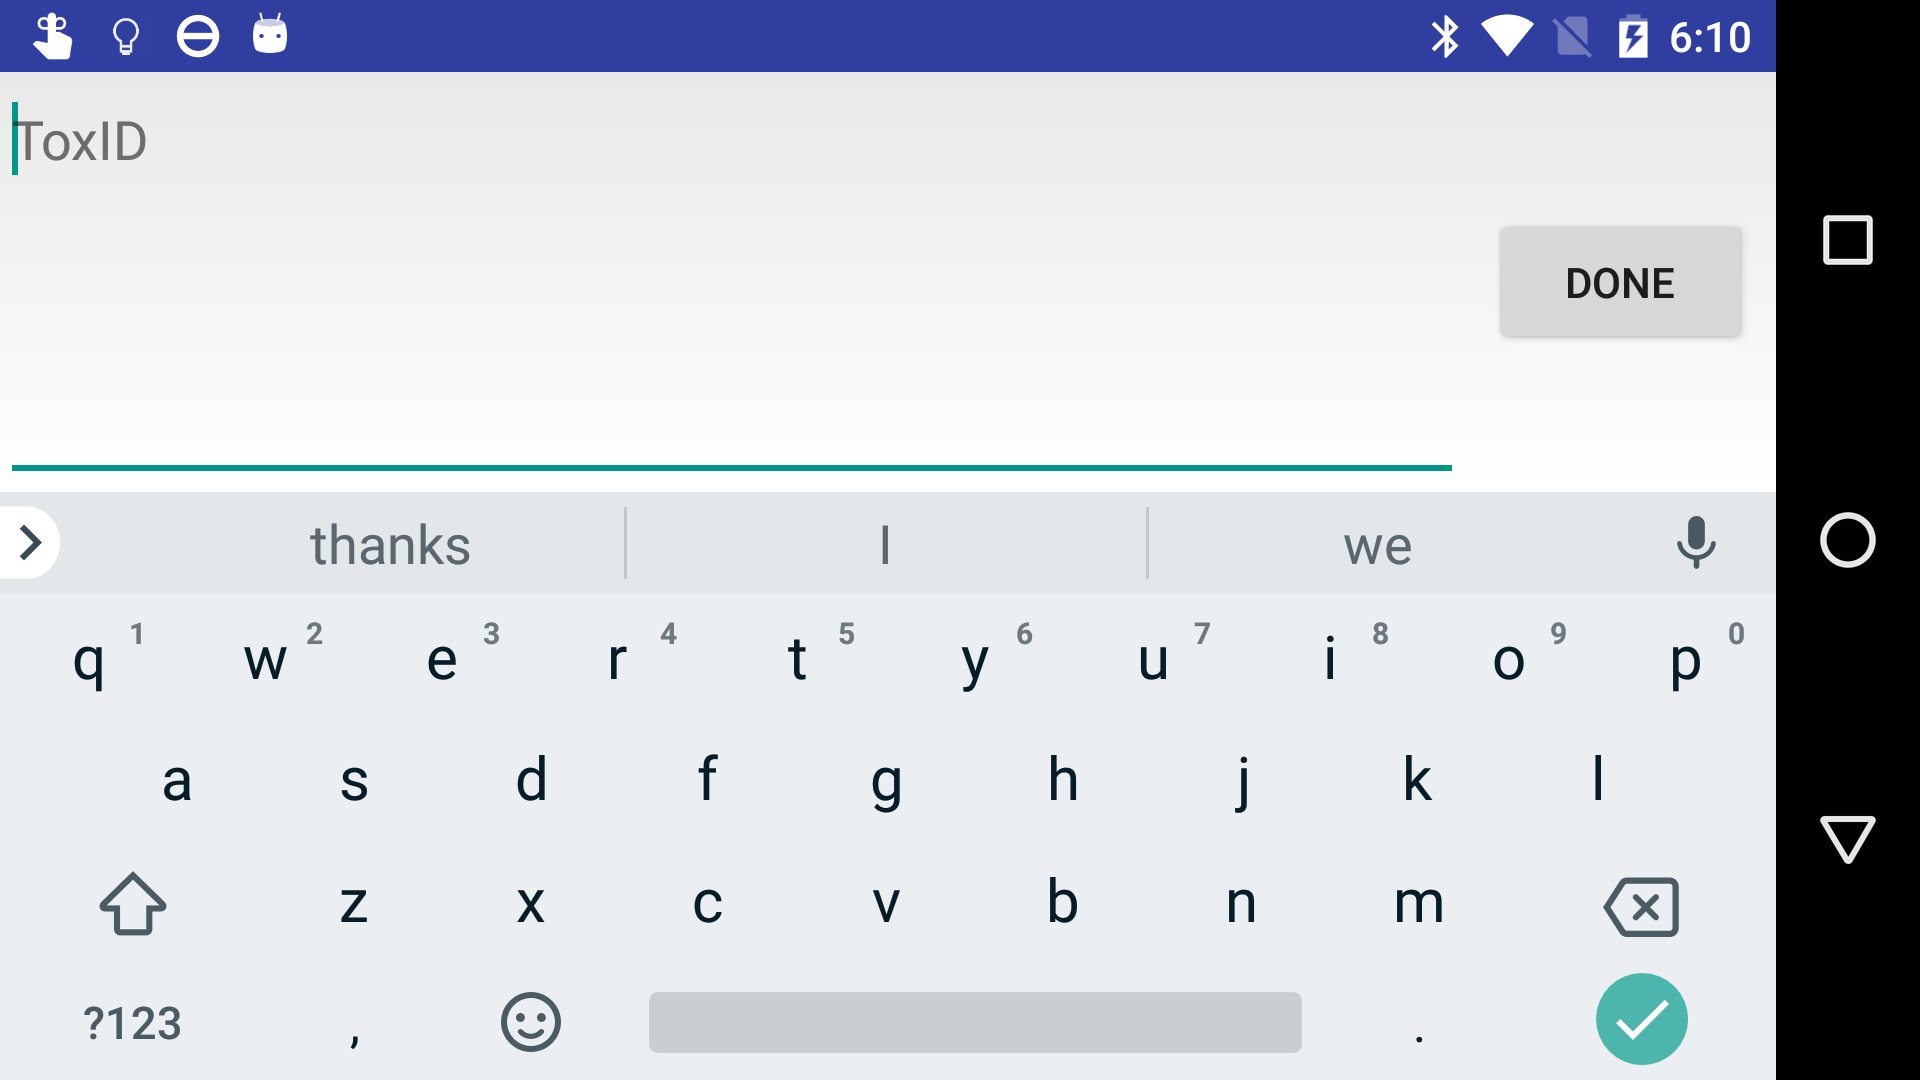 6:10
ToxID
DONE
thanks I we
q 1 w 2 e 3 r 4 t 5 y 6 u 7 i 8 o 9 p 0
a s d f g h j k l
z x c v b n m
?123 , .